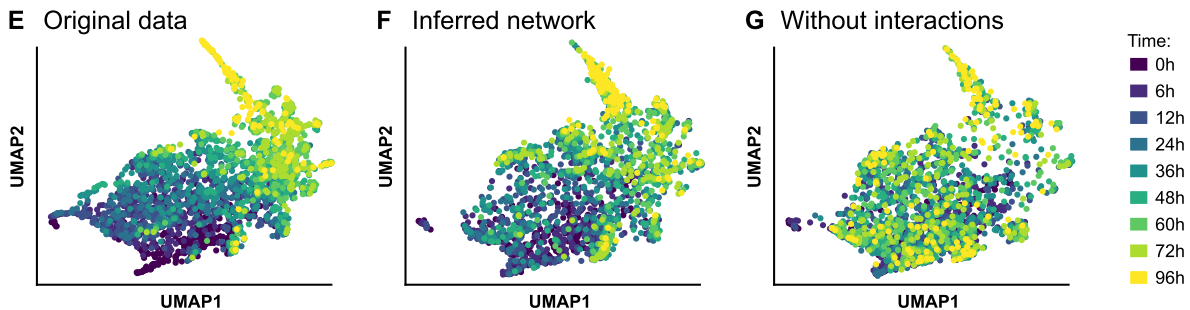 E Original data
UMAP2
UMAP1
F Inferred network
UMAP2
UMAP1
G Without interactions
UMAP2
UMAP1
Time:
0h
6h
12h
24h
36h
48h
60h
72h
96h